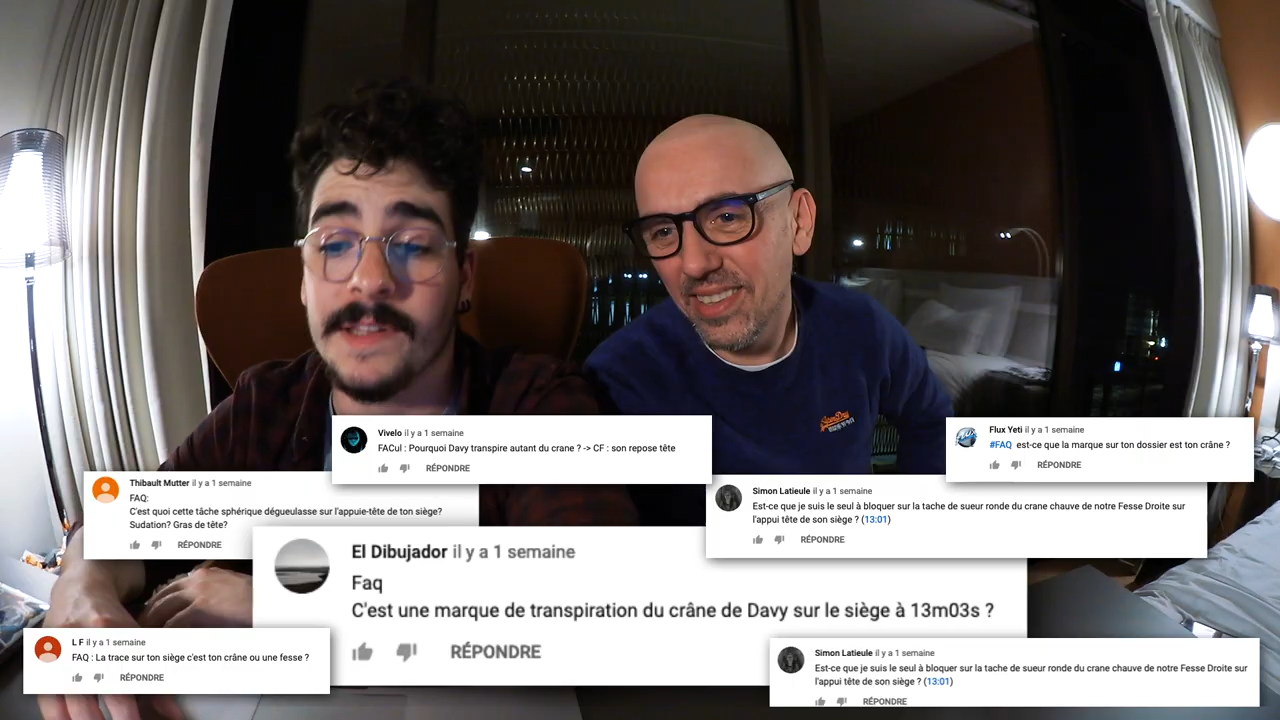 SuperDry
Vivelo il y a 1 semaine
FACul : Pourquoi Davy transpire autant du crane ? -> CF : son repose tête
RÉPONDRE
Flux Yeti il y a 1 semaine
#FAQ est-ce que la marque sur ton dossier est ton crâne ?
RÉPONDRE
Thibault Mutter il y a 1 semaine
FAQ:
C'est quoi cette tâche sphérique dégueulasse sur l'appuie-tête de ton siège?
Sudation? Gras de tête?
RÉPONDRE
Simon Latieule il y a 1 semaine
Est-ce que je suis le seul à bloquer sur la tache de sueur ronde du crane chauve de notre Fesse Droite sur
l'appui tête de son siège ? (13:01)
RÉPONDRE
El Dibujador il y a 1 semaine
Faq
C'est une marque de transpiration du crâne de Davy sur le siège à 13m03s ?
RÉPONDRE
L F il y a 1 semaine
FAQ : La trace sur ton siège c'est ton crâne ou une fesse ?
RÉPONDRE
Simon Latieule il y a 1 semaine
Est-ce que je suis le seul à bloquer sur la tache de sueur ronde du crane chauve de notre Fesse Droite sur
l'appui tête de son siège ? (13:01)
RÉPONDRE